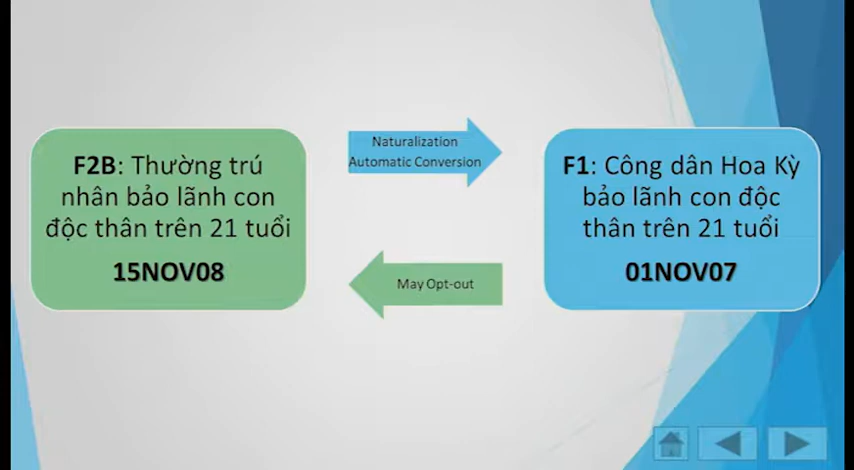 F2B: Thường trú
nhân bảo lãnh con
độc thân trên 21 tuổi
15NOV08
Naturalization
Automatic Conversion
May Opt-out
F1: Công dân Hoa Kỳ
bảo lãnh con độc
thân trên 21 tuổi
01NOV07